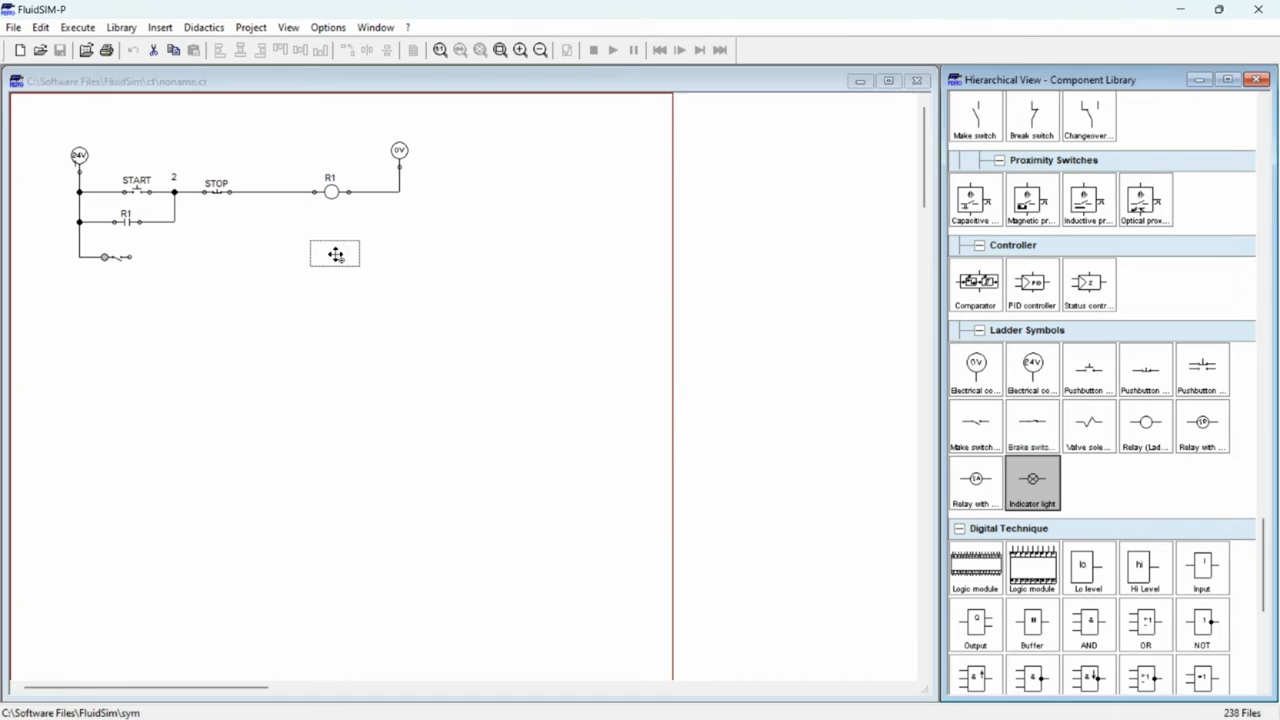 FluidSIM-P
File Edit Execute Library Insert Didactics Project View Options Window ?
C:\Software Files\FluidSim\ct\noname.ct
24V
0V
START
2
STOP
R1
R1
Hierarchical View - Component Library
Make switch Break switch Changeover...
Proximity Switches
Capacitive ... Magnetic pr... Inductive pr... Optical prox...
Controller
PID
Comparator PID controller Status contr...
Ladder Symbols
0V 24V
Electrical co... Electrical co... Pushbutton ... Pushbutton ... Pushbutton ...
Make switch... Brake switc... Valve sole... Relay (Lad... Relay with ...
Relay with ... Indicator light
Digital Technique
lo hi I
Logic module Logic module Lo level Hi Level Input
Q & 1
Output Buffer AND OR NOT
C:\Software Files\FluidSim\sym
238 Files